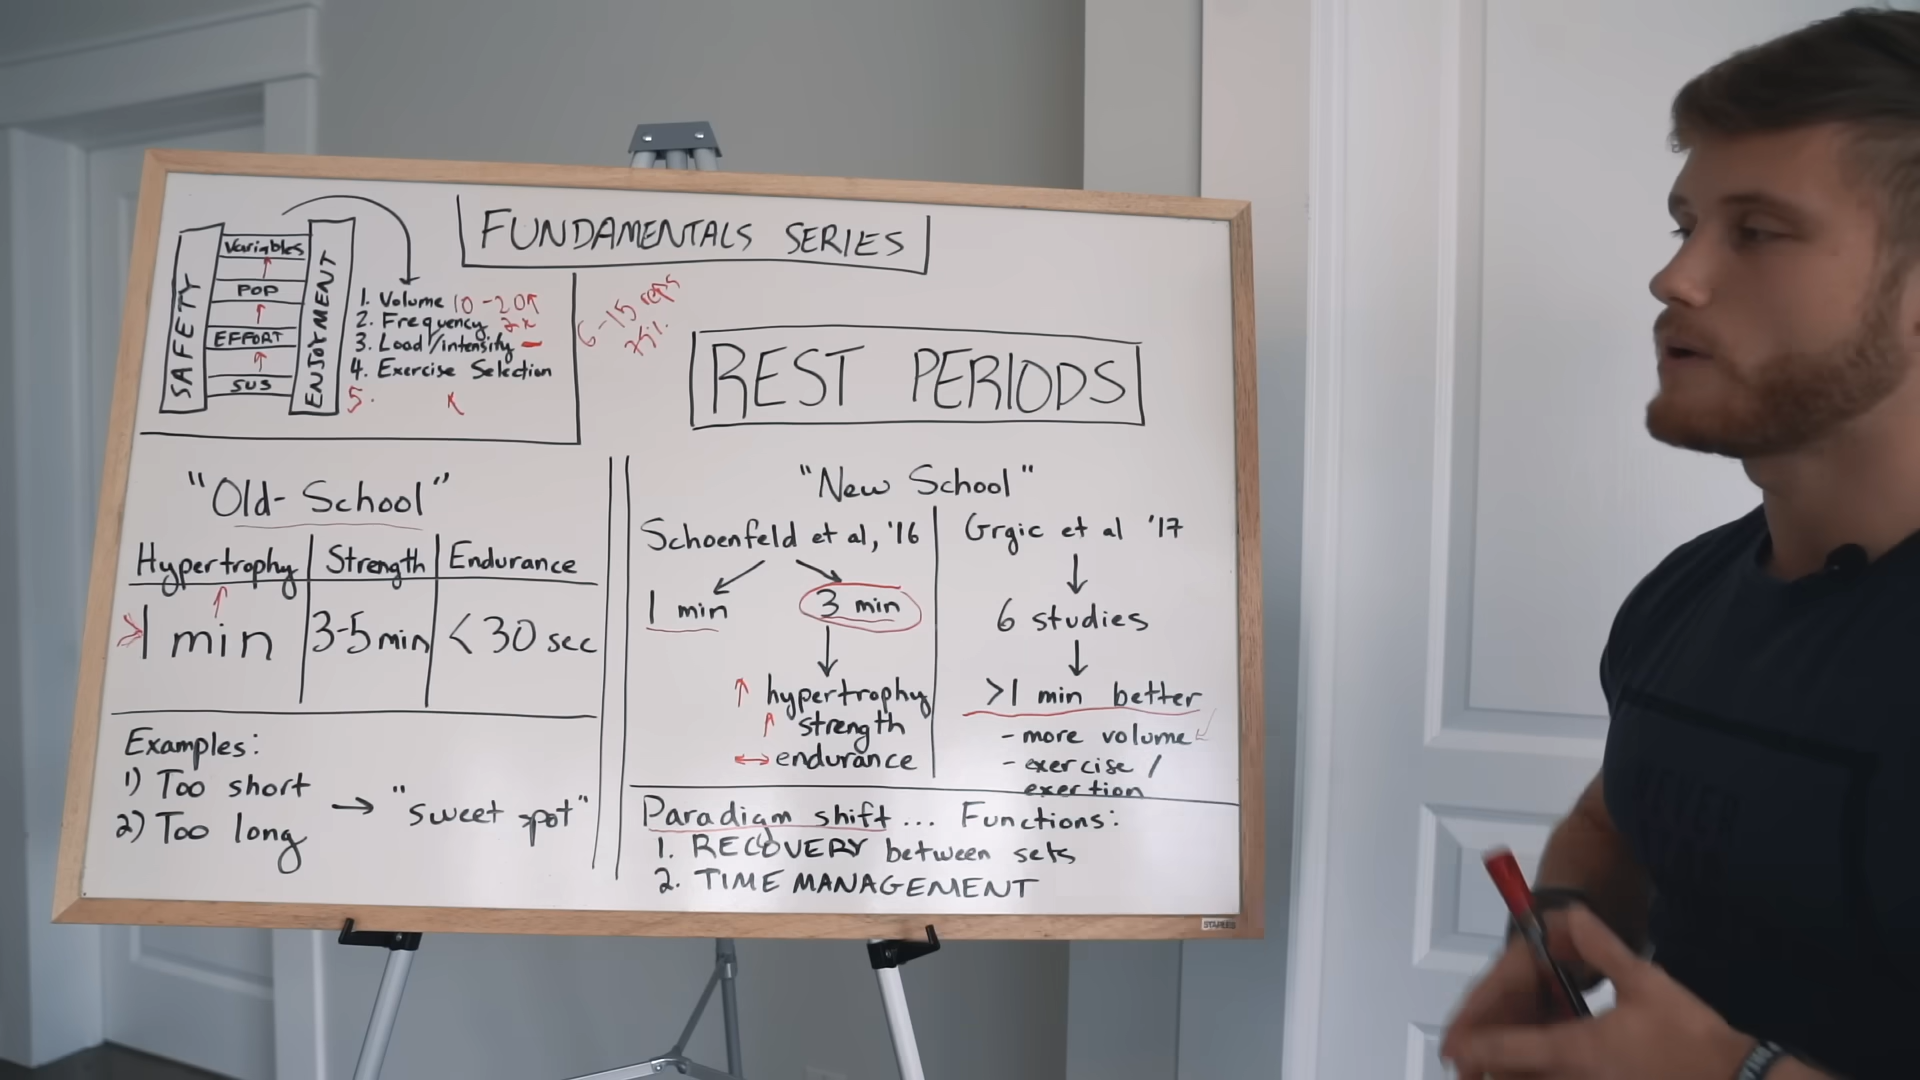 FUNDAMENTALS SERIES
SAFETY
Variables
POP
EFFORT
SUS
ENJOYMENT
1. Volume 10-20
2. Frequency 2x
3. Load/intensity
4. Exercise Selection
5.
6-15 reps
REST PERIODS
"Old-School"
Hypertrophy Strength Endurance
1 min 3-5 min <30 sec
Examples:
1) Too short
2) Too long
→ "sweet spot"
"New School"
Schoenfeld et al, '16
1 min 3 min
↑ hypertrophy
↑ strength
↔ endurance
Grgic et al '17
6 studies
>1 min better
- more volume
- exercise /
exertion
Paradigm shift... Functions:
1. RECOVERY between sets
2. TIME MANAGEMENT
STAPLES